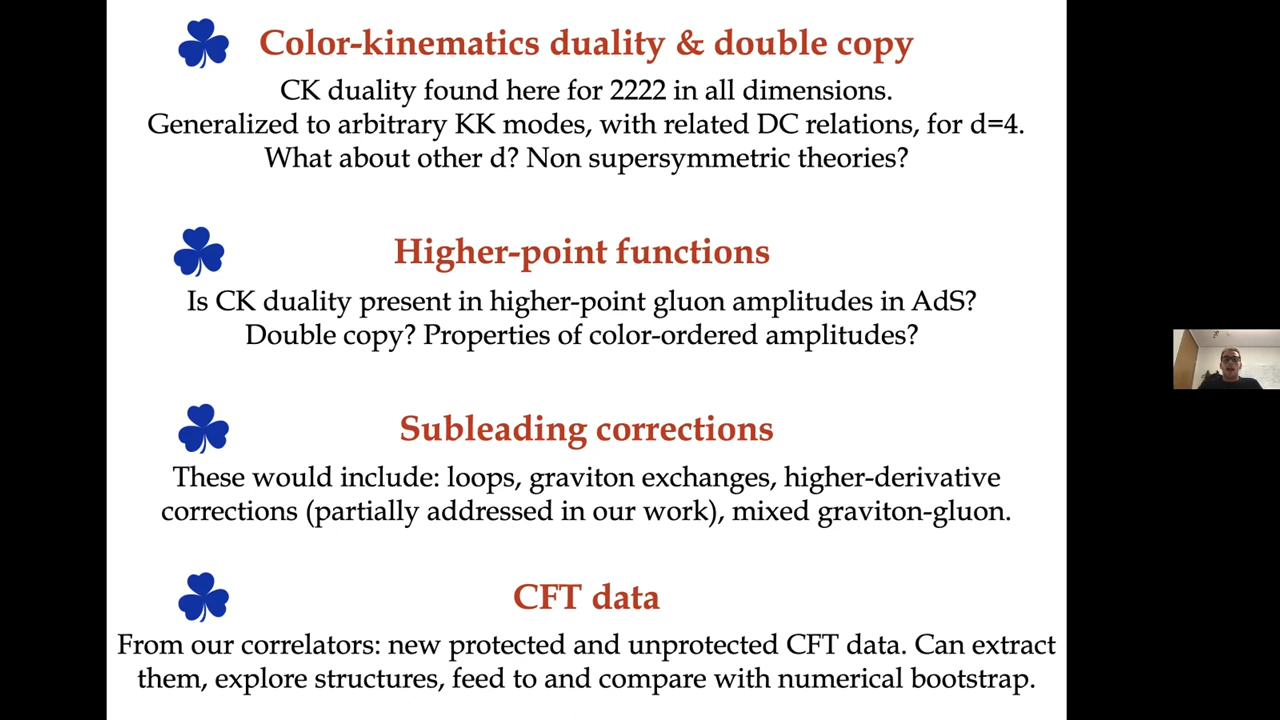 Color-kinematics duality & double copy
CK duality found here for 2222 in all dimensions.
Generalized to arbitrary KK modes, with related DC relations, for d=4.
What about other d? Non supersymmetric theories?
Higher-point functions
Is CK duality present in higher-point gluon amplitudes in AdS?
Double copy? Properties of color-ordered amplitudes?
Subleading corrections
These would include: loops, graviton exchanges, higher-derivative
corrections (partially addressed in our work), mixed graviton-gluon.
CFT data
From our correlators: new protected and unprotected CFT data. Can extract
them, explore structures, feed to and compare with numerical bootstrap.